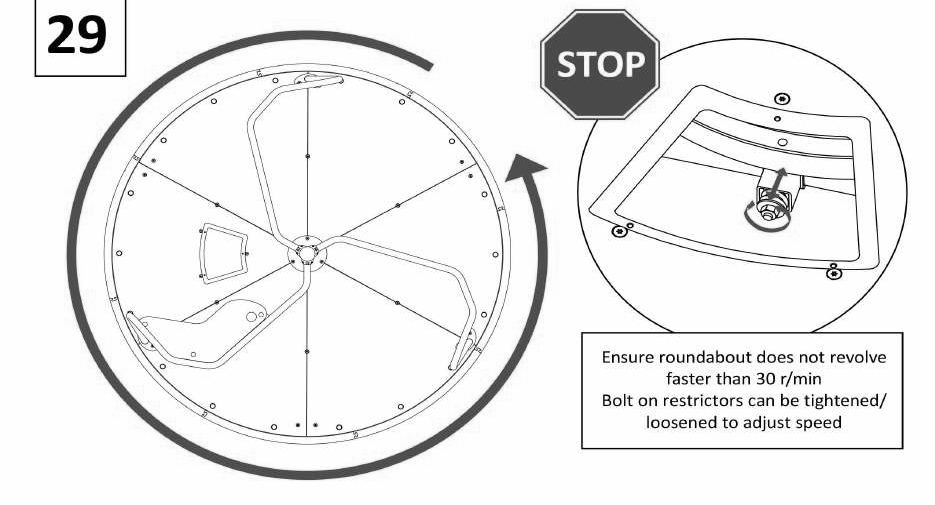 29
STOP
Ensure roundabout does not revolve
faster than 30 r/min
Bolt on restrictors can be tightened/
loosened to adjust speed